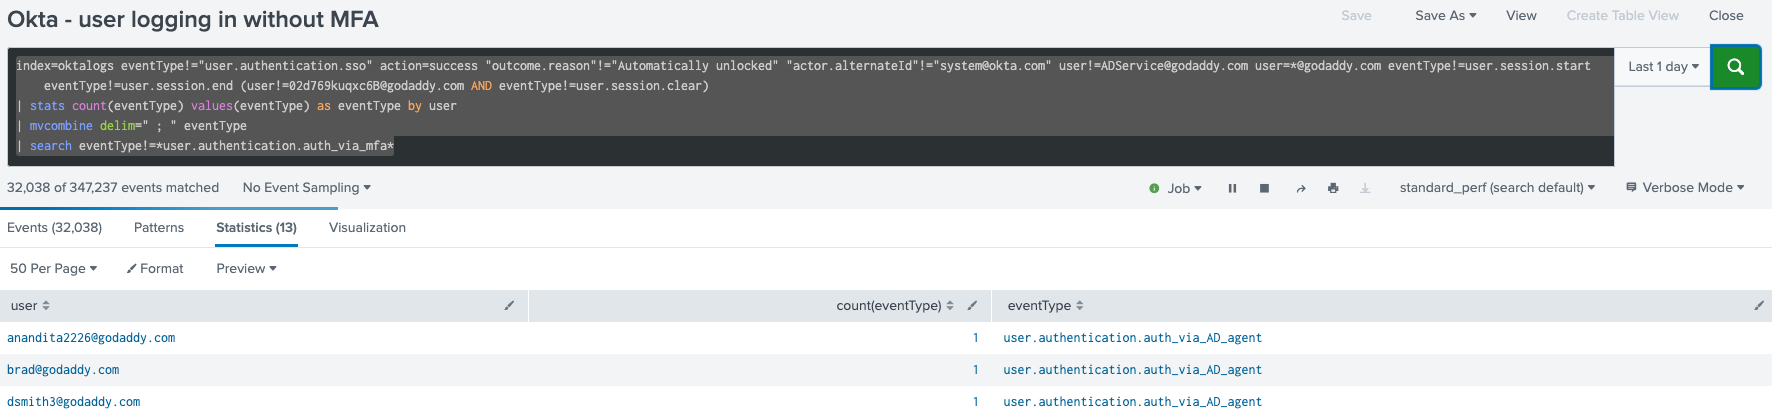 Okta - user logging in without MFA
Save Save As View Create Table View Close
index=oktalogs eventType!="user.authentication.sso" action=success "outcome.reason"!="Automatically unlocked" "actor.alternateId"!="system@okta.com" user!=ADService@godaddy.com user=*@godaddy.com eventType!=user.session.start
eventType!=user.session.end (user!=02d769kuqxc6B@godaddy.com AND eventType!=user.session.clear)
| stats count(eventType) values(eventType) as eventType by user
| mvcombine delim=" ; " eventType
| search eventType!=*user.authentication.auth_via_mfa*
Last 1 day
32,038 of 347,237 events matched No Event Sampling Job standard_perf (search default) Verbose Mode
Events (32,038) Patterns Statistics (13) Visualization
50 Per Page Format Preview
user count(eventType) eventType
anandita2226@godaddy.com 1 user.authentication.auth_via_AD_agent
brad@godaddy.com 1 user.authentication.auth_via_AD_agent
dsmith3@godaddy.com 1 user.authentication.auth_via_AD_agent